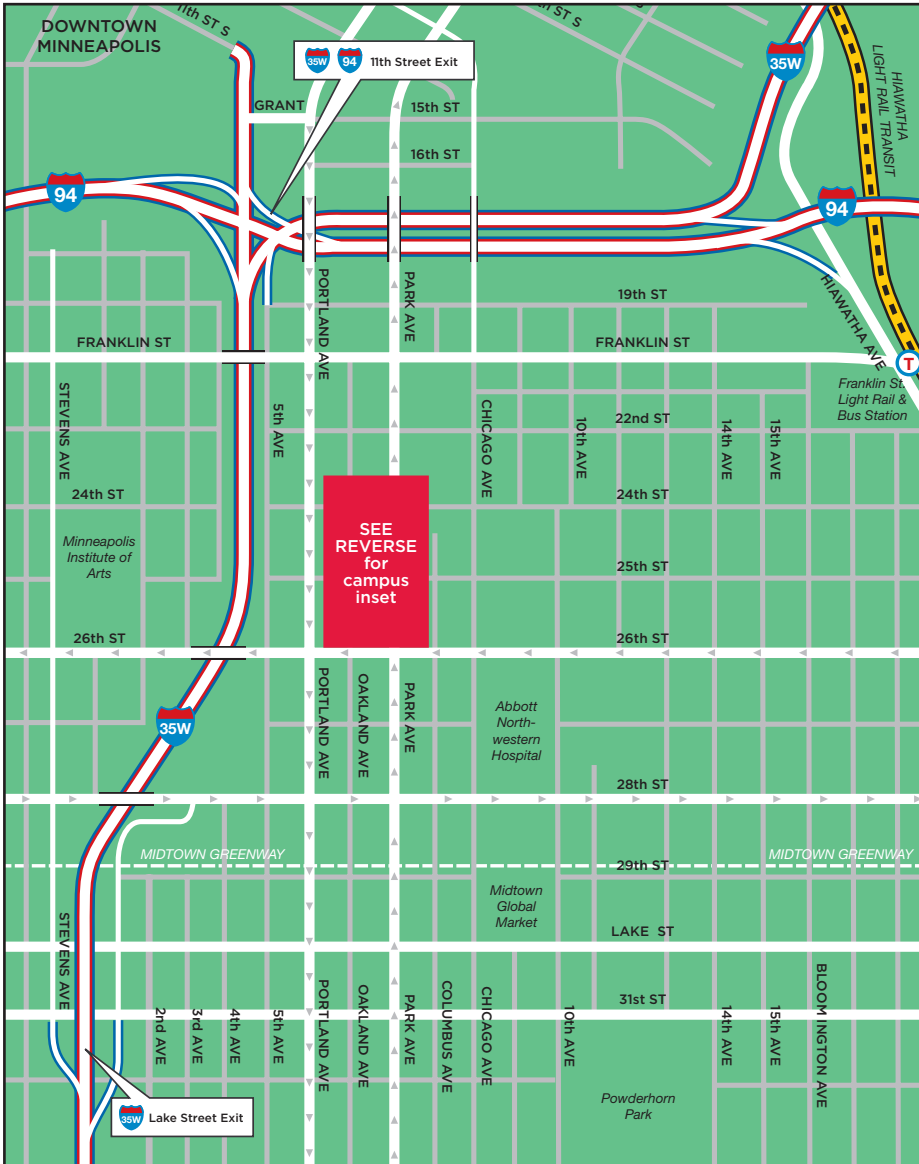 DOWNTOWN
MINNEAPOLIS
11th ST S
ST S
35W 94 11th Street Exit
35W
HIAWATHA
LIGHT RAIL TRANSIT
GRANT
15th ST
16th ST
94
94
PORTLAND AVE
PARK AVE
19th ST
HIAWATHA AVE
FRANKLIN ST
FRANKLIN ST
T
Franklin St.
Light Rail &
Bus Station
STEVENS AVE
5th AVE
CHICAGO AVE
10th AVE
22nd ST
14th AVE
15th AVE
24th ST
24th ST
SEE
REVERSE
for
campus
inset
Minneapolis
Institute of
Arts
25th ST
26th ST
26th ST
PORTLAND AVE
OAKLAND AVE
PARK AVE
35W
Abbott
North-
western
Hospital
28th ST
MIDTOWN GREENWAY
29th ST
MIDTOWN GREENWAY
Midtown
Global
Market
STEVENS AVE
LAKE ST
31st ST
2nd AVE
3rd AVE
4th AVE
5th AVE
PORTLAND AVE
OAKLAND AVE
PARK AVE
COLUMBUS AVE
CHICAGO AVE
10th AVE
14th AVE
15th AVE
BLOOM INGTON AVE
35W Lake Street Exit
Powderhorn
Park